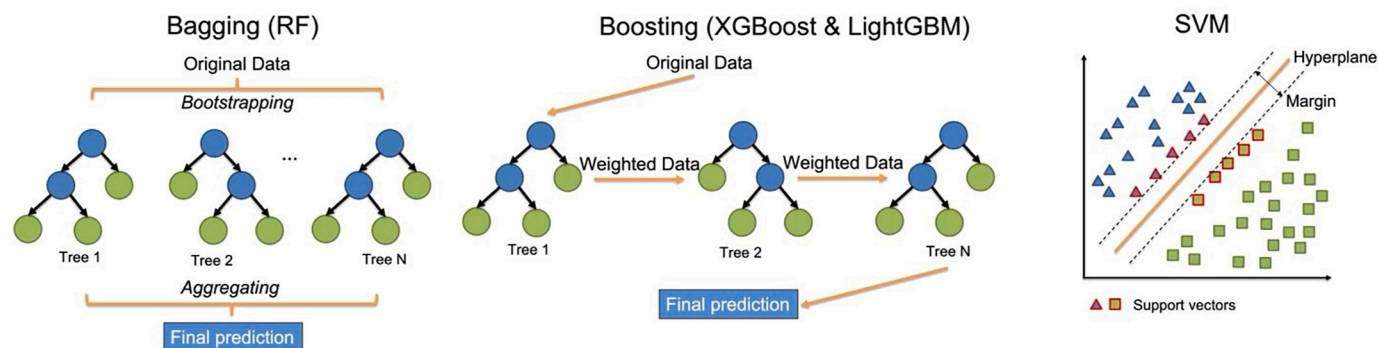 Bagging (RF)
Original Data
Bootstrapping
...
Tree 1
Tree 2
Tree N
Aggregating
Final prediction
Boosting (XGBoost & LightGBM)
Original Data
Weighted Data
Weighted Data
Tree 1
Tree 2
Tree N
Final prediction
SVM
Hyperplane
Margin
Support vectors